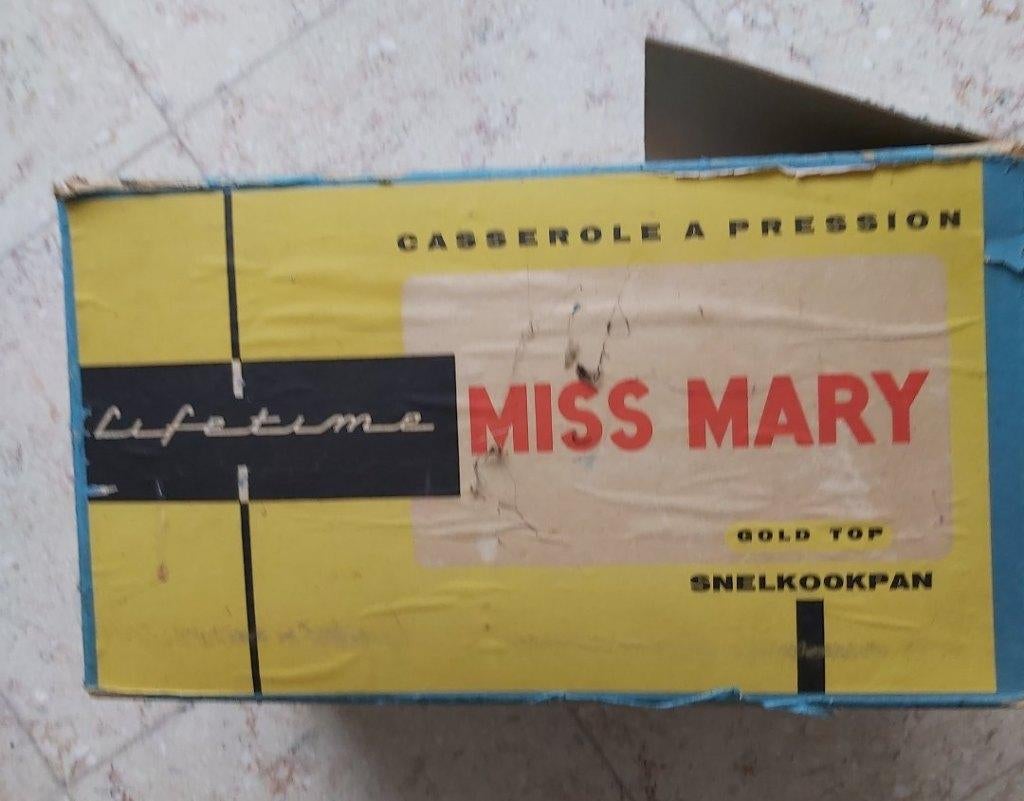 CASSEROLE A PRESSION
Lifetime
MISS MARY
GOLD TOP
SNELKOOKPAN